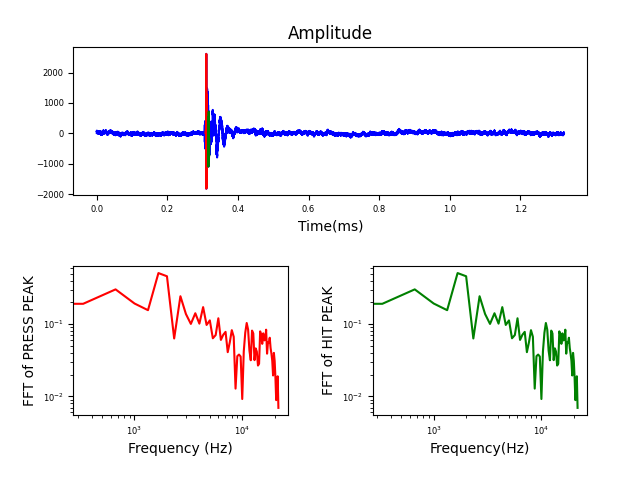 Amplitude
2000
1000
0
−1000
−2000
0.0 0.2 0.4 0.6 0.8 1.0 1.2
Time(ms)
FFT of PRESS PEAK
10⁻¹
10⁻²
10³ 10⁴
Frequency (Hz)
FFT of HIT PEAK
10⁻¹
10⁻²
10³ 10⁴
Frequency(Hz)